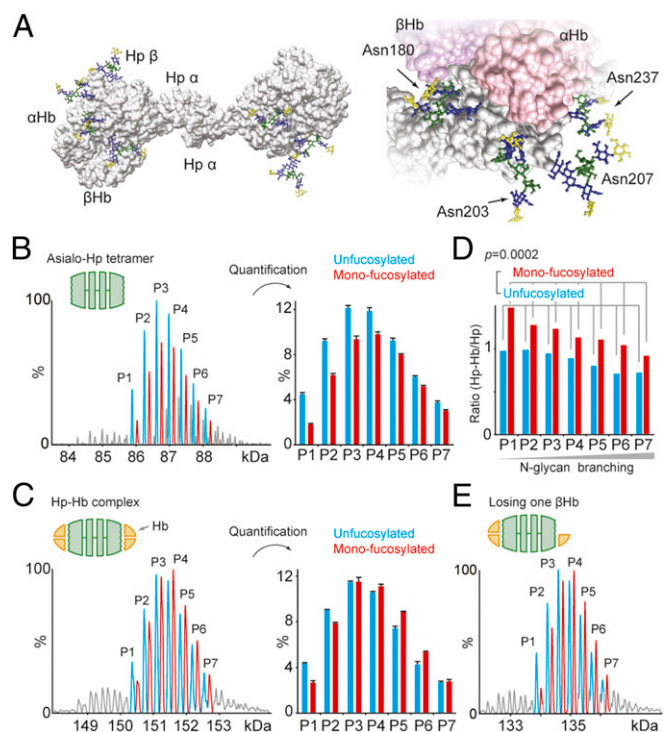 A
Hp β
Hp α
αHb
Hp α
βHb
βHb
αHb
Asn180
Asn237
Asn207
Asn203
B
Asialo-Hp tetramer
Quantification
Unfucosylated
Mono-fucosylated
100
%
P1
P2
P3
P4
P5
P6
P7
84 85 86 87 88 kDa
12
8
4
%
P1 P2 P3 P4 P5 P6 P7
D
p=0.0002
Mono-fucosylated
Unfucosylated
Ratio (Hp-Hb/Hp)
1
0
P1 P2 P3 P4 P5 P6 P7
N-glycan branching
C
Hp-Hb complex
Hb
Quantification
Unfucosylated
Mono-fucosylated
100
%
P1
P2
P3
P4
P5
P6
P7
149 150 151 152 153 kDa
12
8
4
%
P1 P2 P3 P4 P5 P6 P7
E
Losing one βHb
100
%
P1
P2
P3
P4
P5
P6
P7
133 135 kDa